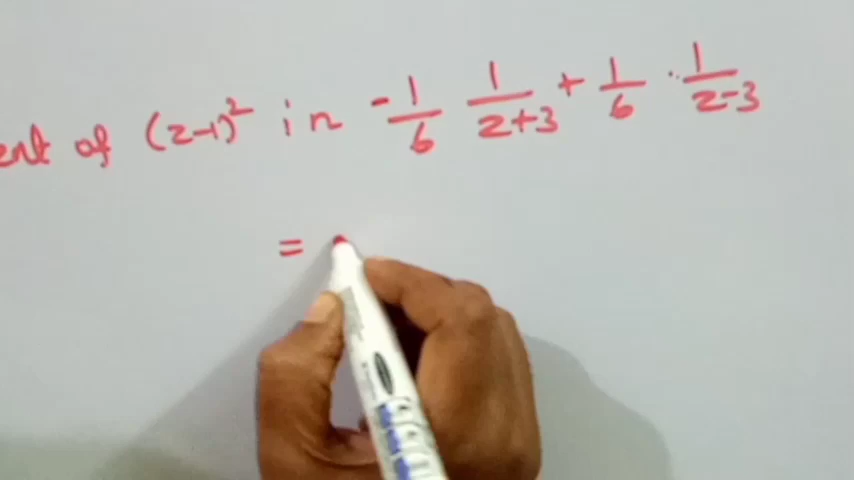 ent of (z-1)² in -1/6 1/(z+3) + 1/6 · 1/(z-3)
=